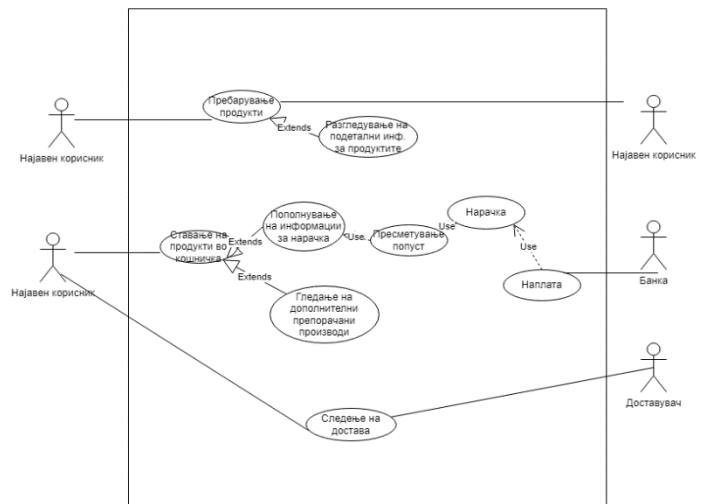 Пребарување
продукти
Extends
Разгледување на
подетални инф.
за продуктите
Најавен корисник
Најавен корисник
Ставање на
продукти во
кошничка
Extends
Пополнување
на информации
за нарачка
Use
Пресметување
попуст
Use
Нарачка
Use
Наплата
Банка
Најавен корисник
Extends
Гледање на
дополнителни
препорачани
производи
Следење на
достава
Доставувач